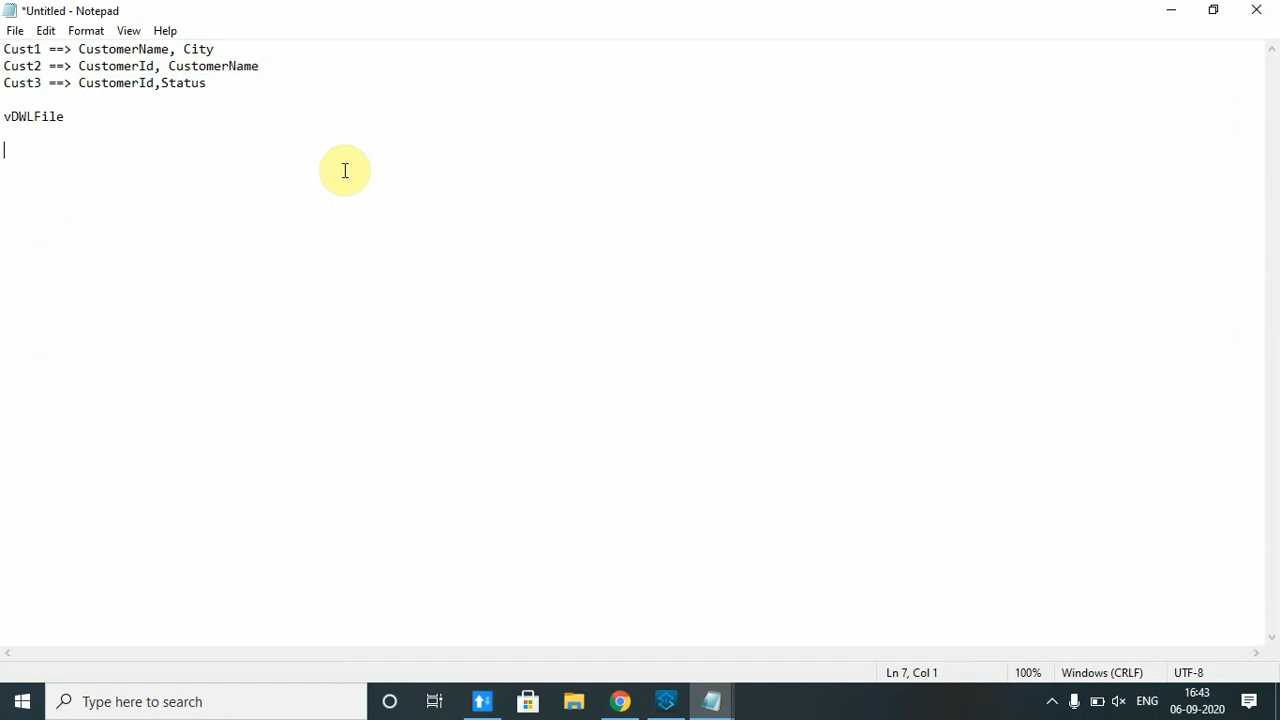 *Untitled - Notepad
File Edit Format View Help
Cust1 ==> CustomerName, City
Cust2 ==> CustomerId, CustomerName
Cust3 ==> CustomerId,Status
vDWLFile
Ln 7, Col 1 100% Windows (CRLF) UTF-8
Type here to search
ENG
16:43
06-09-2020